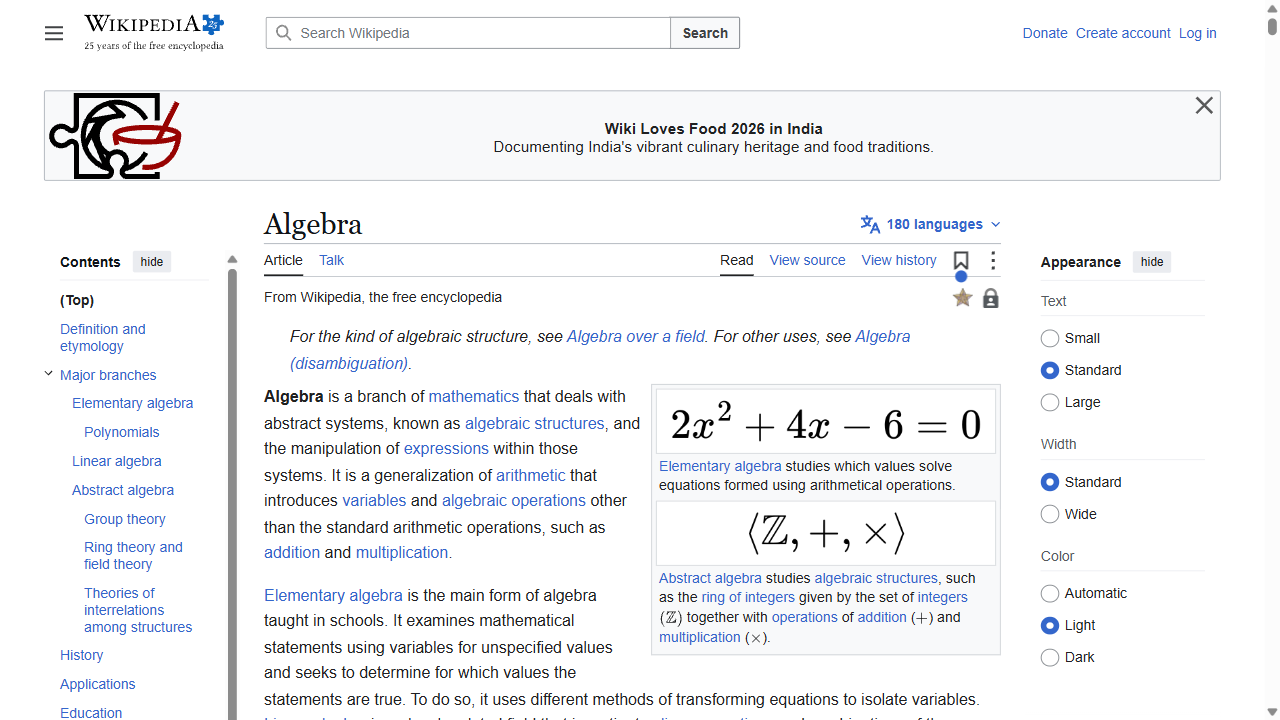 WIKIPEDIA 25
25 years of the free encyclopedia
Search Wikipedia
Search
Donate Create account Log in
Wiki Loves Food 2026 in India
Documenting India's vibrant culinary heritage and food traditions.
Algebra
180 languages
Article Talk
Read View source View history
From Wikipedia, the free encyclopedia
Contents hide
(Top)
Definition and
etymology
Major branches
Elementary algebra
Polynomials
Linear algebra
Abstract algebra
Group theory
Ring theory and
field theory
Theories of
interrelations
among structures
History
Applications
Education
For the kind of algebraic structure, see Algebra over a field. For other uses, see Algebra
(disambiguation).
Algebra is a branch of mathematics that deals with
abstract systems, known as algebraic structures, and
the manipulation of expressions within those
systems. It is a generalization of arithmetic that
introduces variables and algebraic operations other
than the standard arithmetic operations, such as
addition and multiplication.
Elementary algebra is the main form of algebra
taught in schools. It examines mathematical
statements using variables for unspecified values
and seeks to determine for which values the
statements are true. To do so, it uses different methods of transforming equations to isolate variables.
2x² + 4x − 6 = 0
Elementary algebra studies which values solve
equations formed using arithmetical operations.
⟨ℤ, +, ×⟩
Abstract algebra studies algebraic structures, such
as the ring of integers given by the set of integers
(ℤ) together with operations of addition (+) and
multiplication (×).
Appearance hide
Text
Small
Standard
Large
Width
Standard
Wide
Color
Automatic
Light
Dark